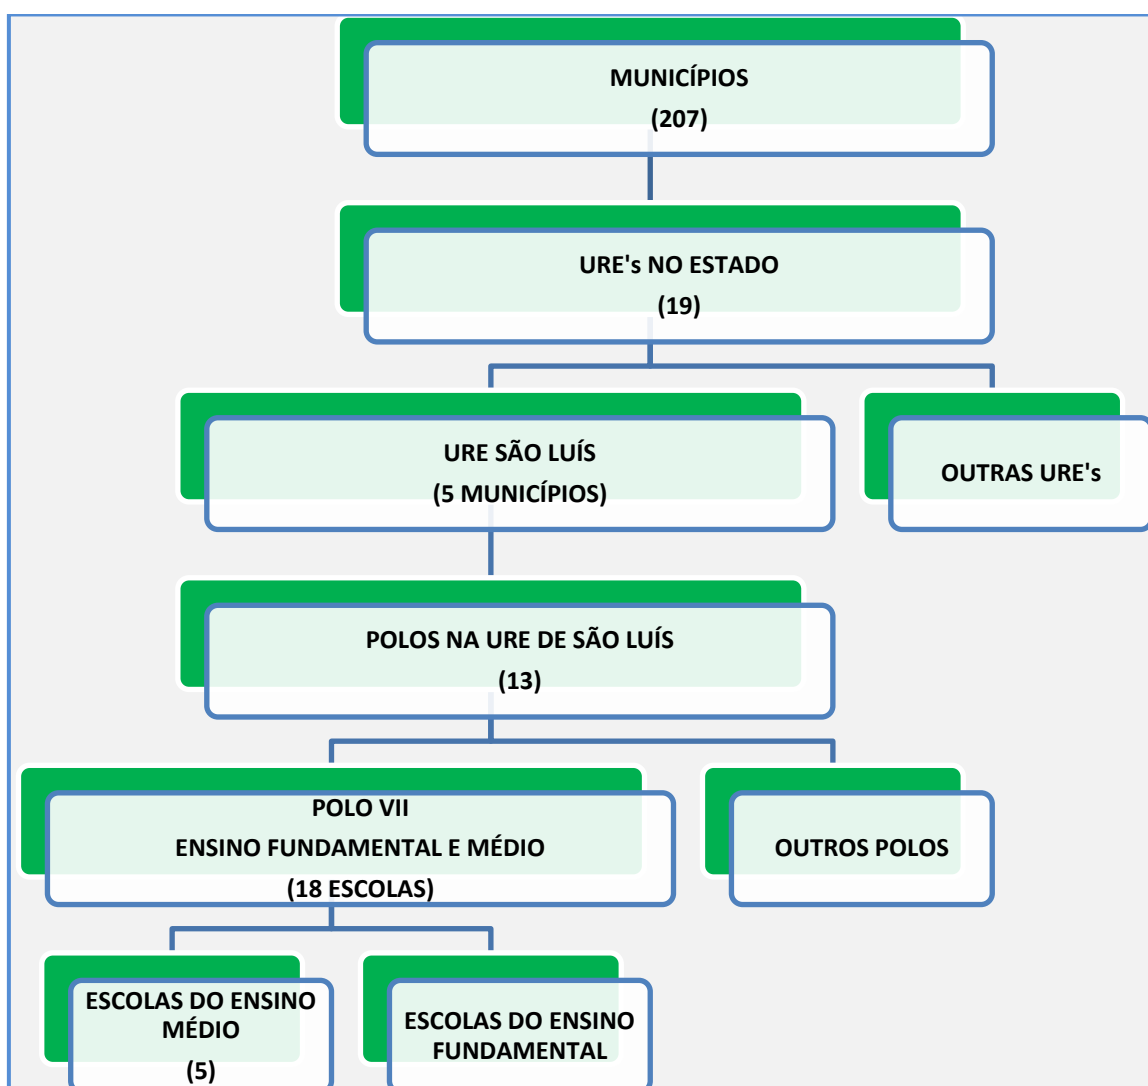 MUNICÍPIOS
(207)
URE's NO ESTADO
(19)
URE SÃO LUÍS
(5 MUNICÍPIOS)
OUTRAS URE's
POLOS NA URE DE SÃO LUÍS
(13)
POLO VII
ENSINO FUNDAMENTAL E MÉDIO
(18 ESCOLAS)
OUTROS POLOS
ESCOLAS DO ENSINO
MÉDIO
(5)
ESCOLAS DO ENSINO
FUNDAMENTAL